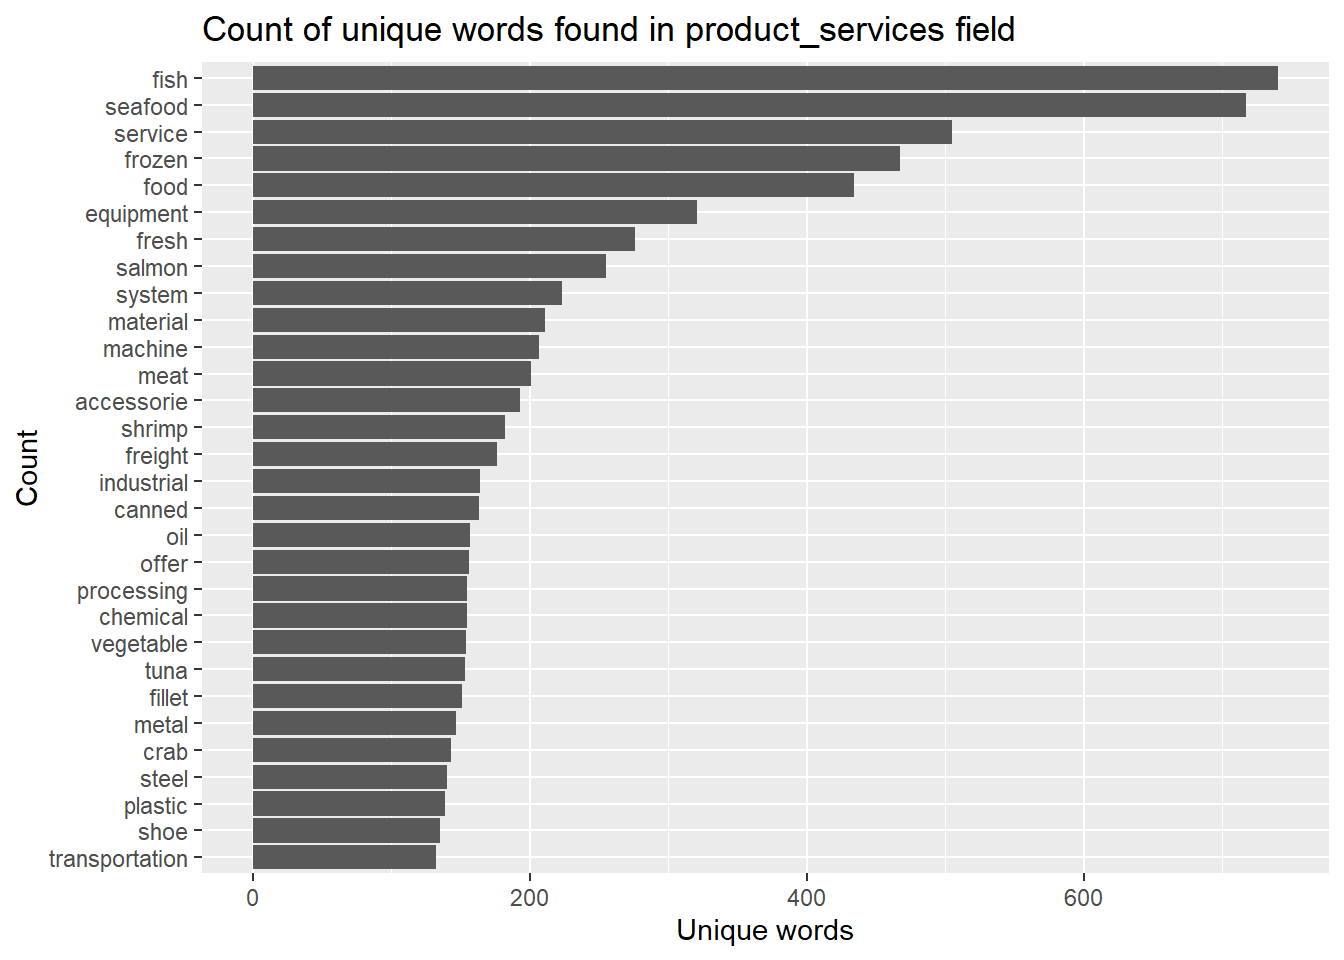 Count of unique words found in product_services field
fish
seafood
service
frozen
food
equipment
fresh
salmon
system
material
machine
meat
accessorie
shrimp
freight
industrial
canned
oil
offer
processing
chemical
vegetable
tuna
fillet
metal
crab
steel
plastic
shoe
transportation
Count
0 200 400 600
Unique words